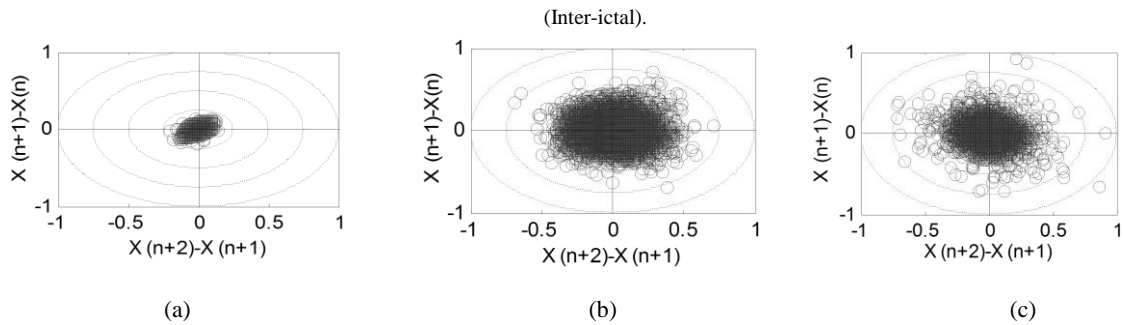 (Inter-ictal).
1
0
-1
-1
-0.5
0
0.5
1
X (n+1)-X(n)
X (n+2)-X (n+1)
(a)
1
0
-1
-1
-0.5
0
0.5
1
X (n+1)-X(n)
X (n+2)-X (n+1)
(b)
1
0
-1
-1
-0.5
0
0.5
1
X (n+1)-X(n)
X (n+2)-X (n+1)
(c)